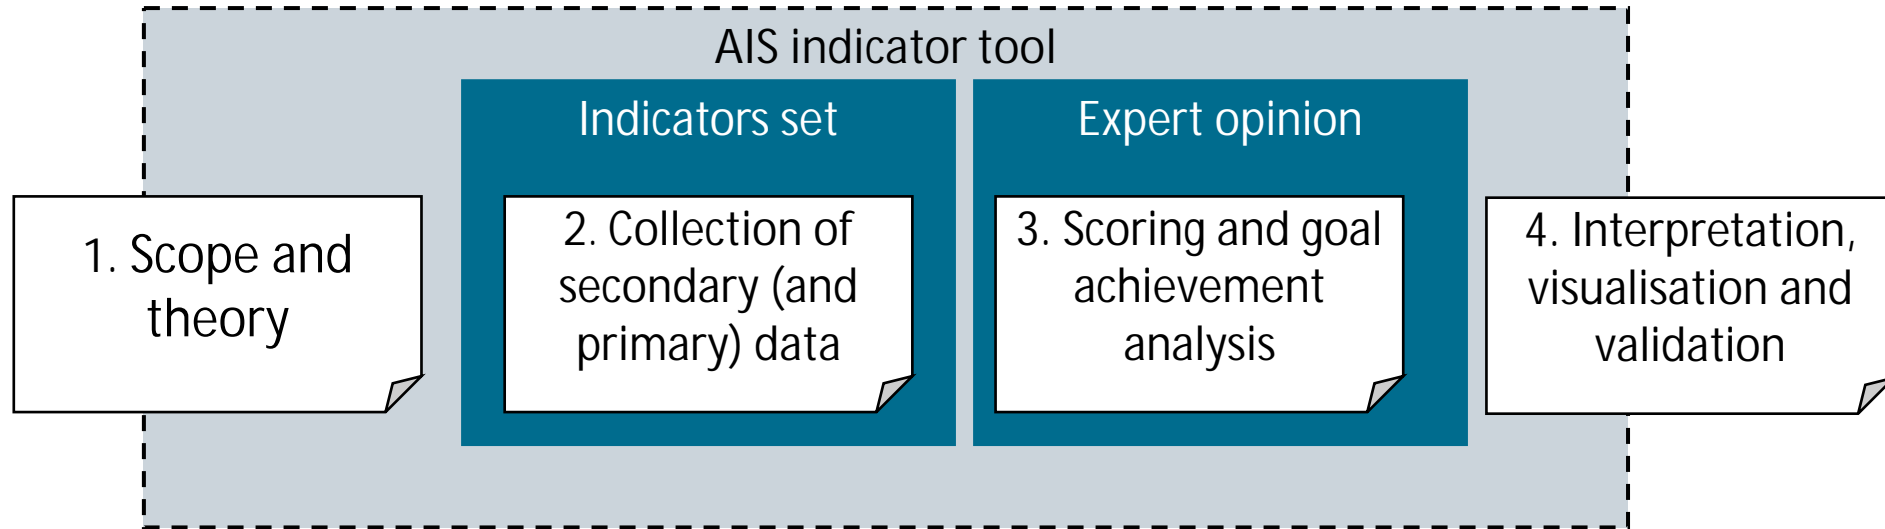 AIS indicator tool
Indicators set
Expert opinion
1. Scope and
theory
2. Collection of
secondary (and
primary) data
3. Scoring and goal
achievement
analysis
4. Interpretation,
visualisation and
validation